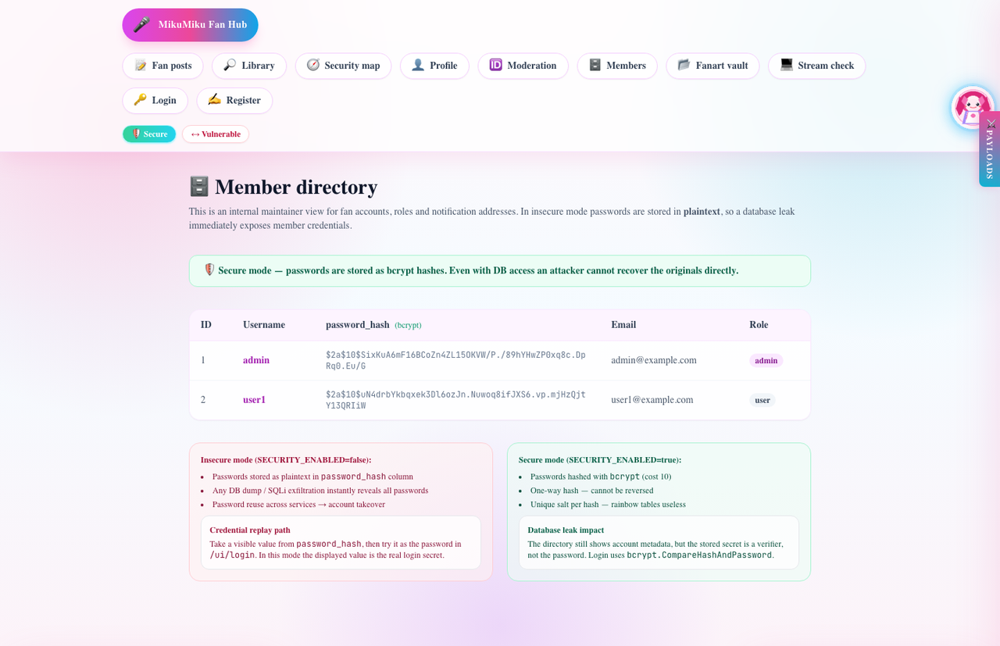 MikuMiku Fan Hub
Fan posts
Library
Security map
Profile
Moderation
Members
Fanart vault
Stream check
Login
Register
Secure
↔ Vulnerable
PAYLOADS
Member directory
This is an internal maintainer view for fan accounts, roles and notification addresses. In insecure mode passwords are stored in plaintext, so a database leak
immediately exposes member credentials.
Secure mode — passwords are stored as bcrypt hashes. Even with DB access an attacker cannot recover the originals directly.
ID Username password_hash (bcrypt) Email Role
1 admin $2a$10$SixKuA6mF16BCoZn4ZL15OKVW/P./89hYHwZP0xq8c.Dp admin@example.com admin
Rq0.Eu/G
2 user1 $2a$10$uN4drbYkbqxek3Dl6ozJn.Nuwoq8ifJXS6.vp.mjHzQjt user1@example.com user
Y13QRIiW
Insecure mode (SECURITY_ENABLED=false):
• Passwords stored as plaintext in password_hash column
• Any DB dump / SQLi exfiltration instantly reveals all passwords
• Password reuse across services → account takeover
Credential replay path
Take a visible value from password_hash, then try it as the password in
/ui/login. In this mode the displayed value is the real login secret.
Secure mode (SECURITY_ENABLED=true):
• Passwords hashed with bcrypt (cost 10)
• One-way hash — cannot be reversed
• Unique salt per hash — rainbow tables useless
Database leak impact
The directory still shows account metadata, but the stored secret is a verifier,
not the password. Login uses bcrypt.CompareHashAndPassword.